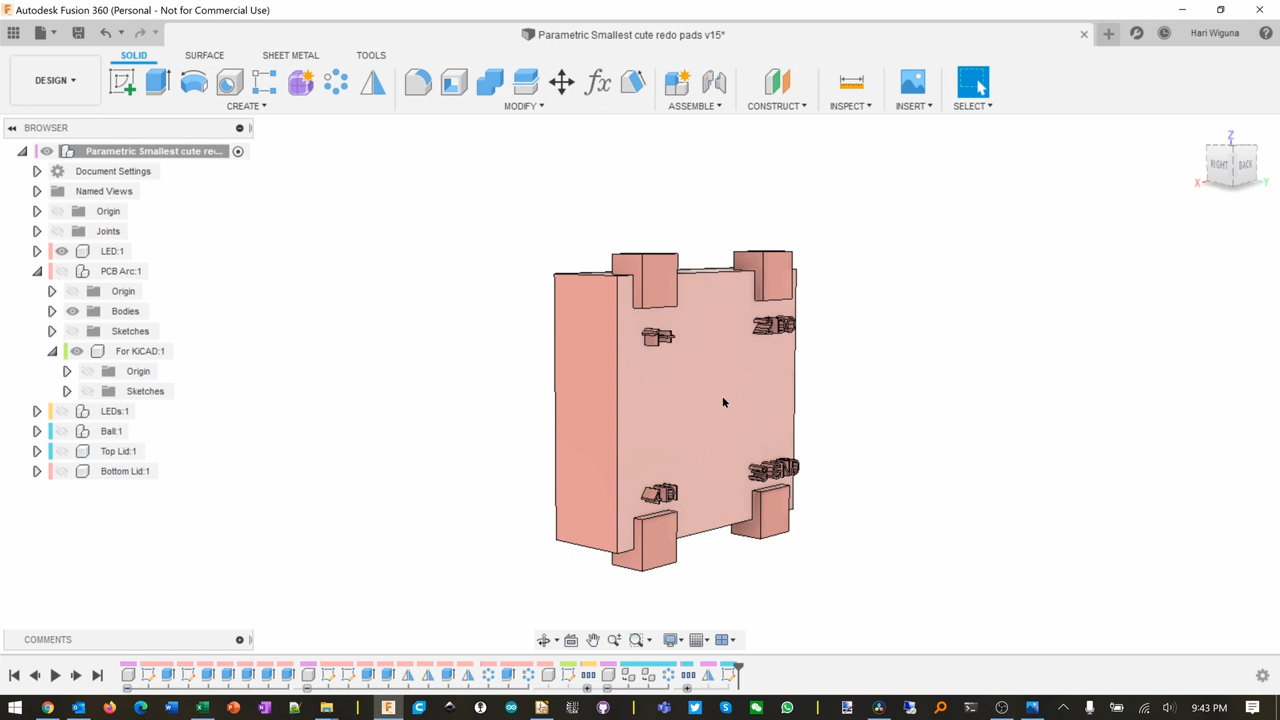 Autodesk Fusion 360 (Personal - Not for Commercial Use)
Parametric Smallest cute redo pads v15*
Hari Wiguna
SOLID SURFACE SHEET METAL TOOLS
DESIGN
CREATE MODIFY ASSEMBLE CONSTRUCT INSPECT INSERT SELECT
BROWSER
Parametric Smallest cute re...
Document Settings
Named Views
Origin
Joints
LED:1
PCB Arc:1
Origin
Bodies
Sketches
For KiCAD:1
Origin
Sketches
LEDs:1
Ball:1
Top Lid:1
Bottom Lid:1
Z
RIGHT BACK
X Y
COMMENTS
9:43 PM